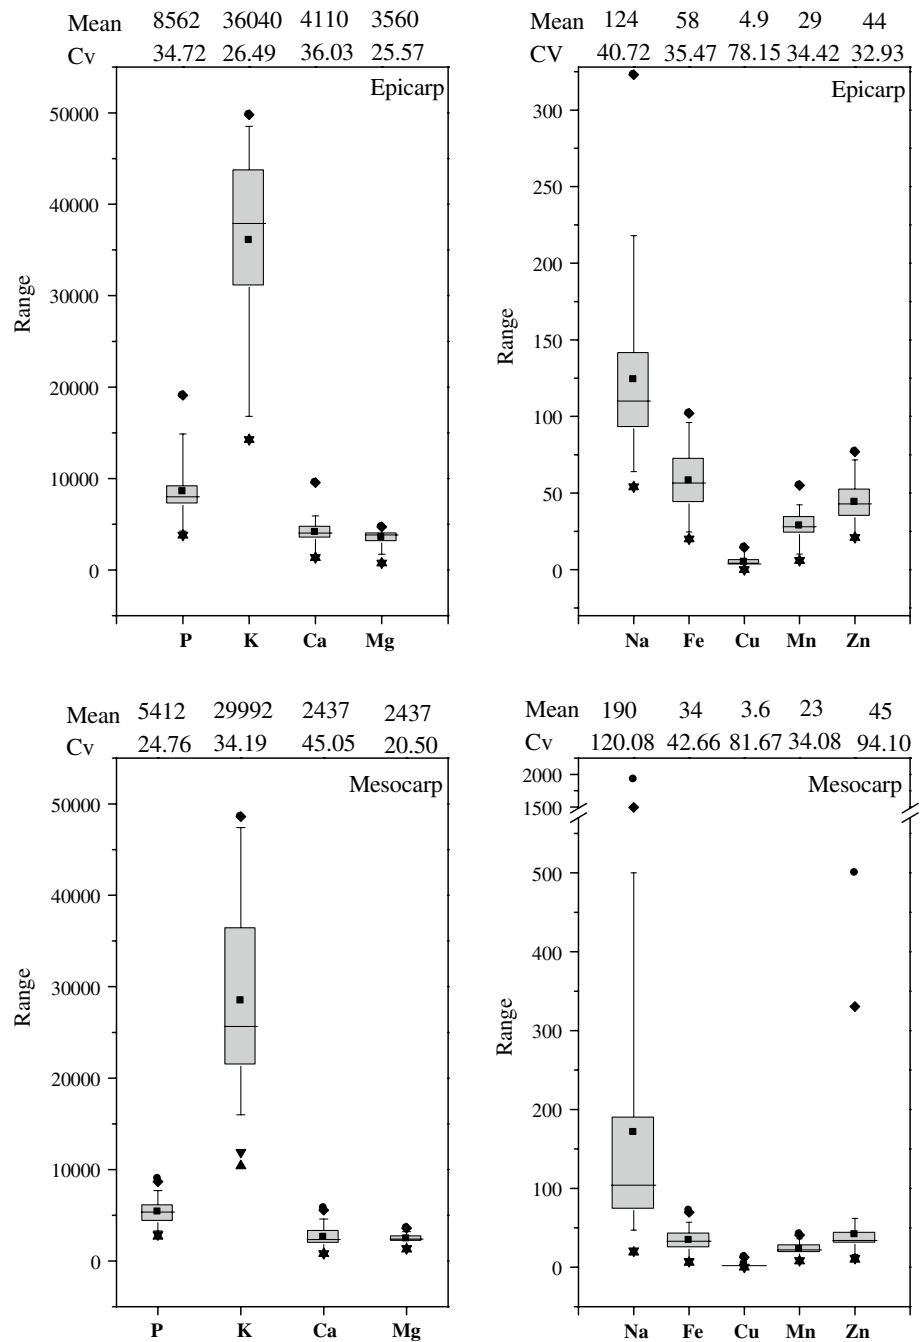 Mean 8562 36040 4110 3560
Cv 34.72 26.49 36.03 25.57
Epicarp
50000
40000
30000
20000
10000
0
Range
P K Ca Mg
Mean 124 58 4.9 29 44
CV 40.72 35.47 78.15 34.42 32.93
Epicarp
300
250
200
150
100
50
0
Range
Na Fe Cu Mn Zn
Mean 5412 29992 2437 2437
Cv 24.76 34.19 45.05 20.50
Mesocarp
50000
40000
30000
20000
10000
0
Range
P K Ca Mg
Mean 190 34 3.6 23 45
Cv 120.08 42.66 81.67 34.08 94.10
Mesocarp
2000
1500
500
400
300
200
100
0
Range
Na Fe Cu Mn Zn